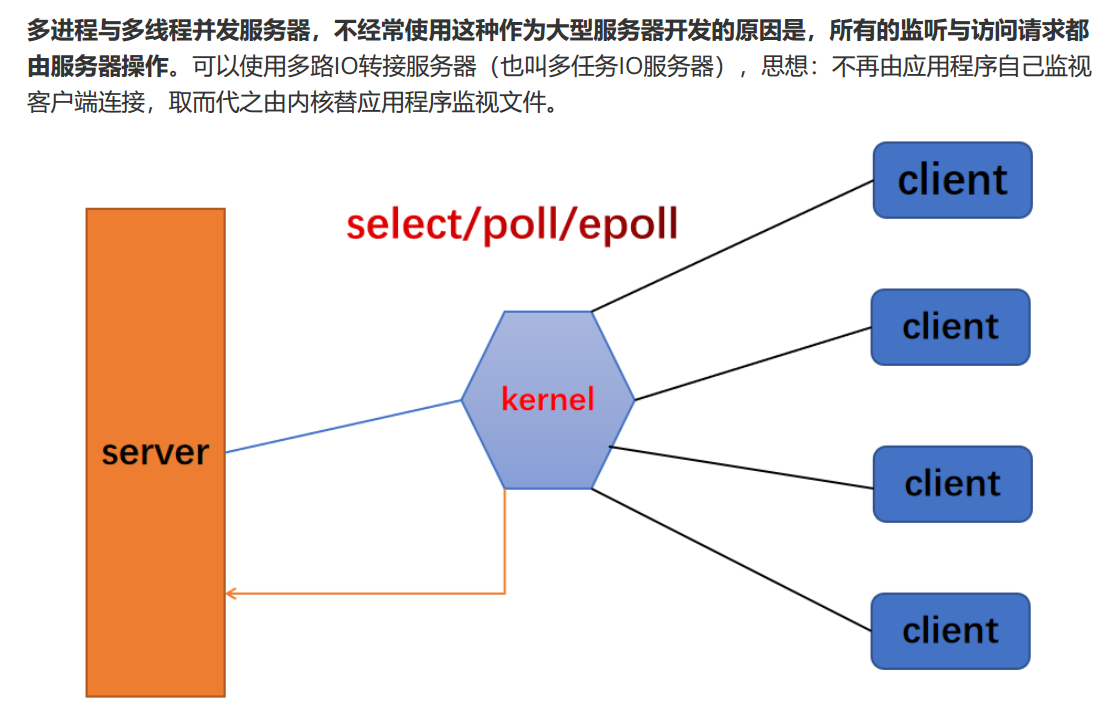 多进程与多线程并发服务器，不经常使用这种作为大型服务器开发的原因是，所有的监听与访问请求都
由服务器操作。可以使用多路IO转接服务器（也叫多任务IO服务器），思想：不再由应用程序自己监视
客户端连接，取而代之由内核替应用程序监视文件。
client
select/poll/epoll
client
kernel
server
client
client